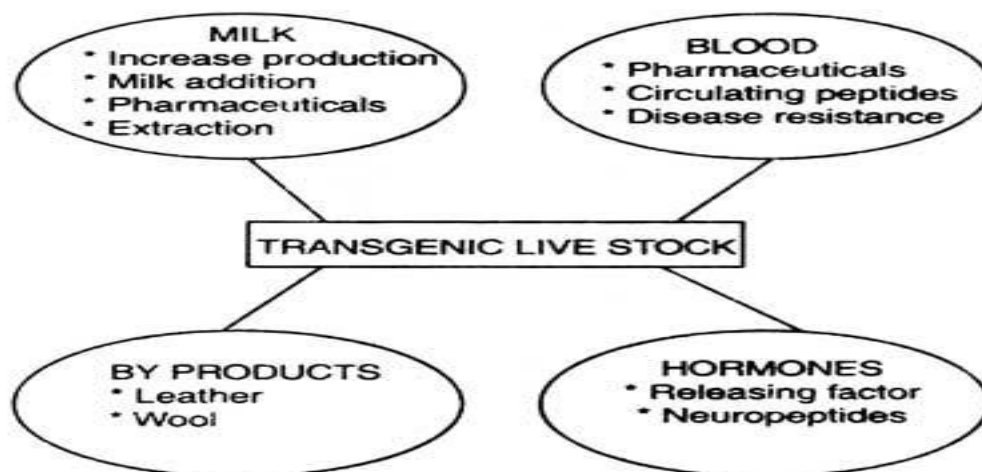 MILK
* Increase production
* Milk addition
* Pharmaceuticals
* Extraction
BLOOD
* Pharmaceuticals
* Circulating peptides
* Disease resistance
TRANSGENIC LIVE STOCK
BY PRODUCTS
* Leather
* Wool
HORMONES
* Releasing factor
* Neuropeptides